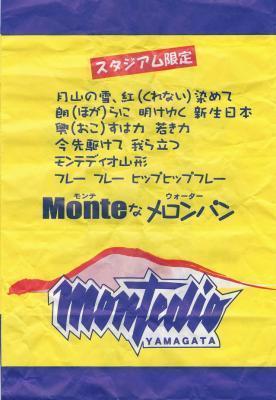 スタジアム限定
月山の雪、紅(くれない)染めて
朗(ほがらか)らに 明けゆく 新生日本
興(おこ)すは力 若き力
今先駆けて 我ら立つ
モンテディオ山形
フレー フレー ヒップヒップフレー
モンテ ウォーター
Monteな メロンパン
montedio
YAMAGATA